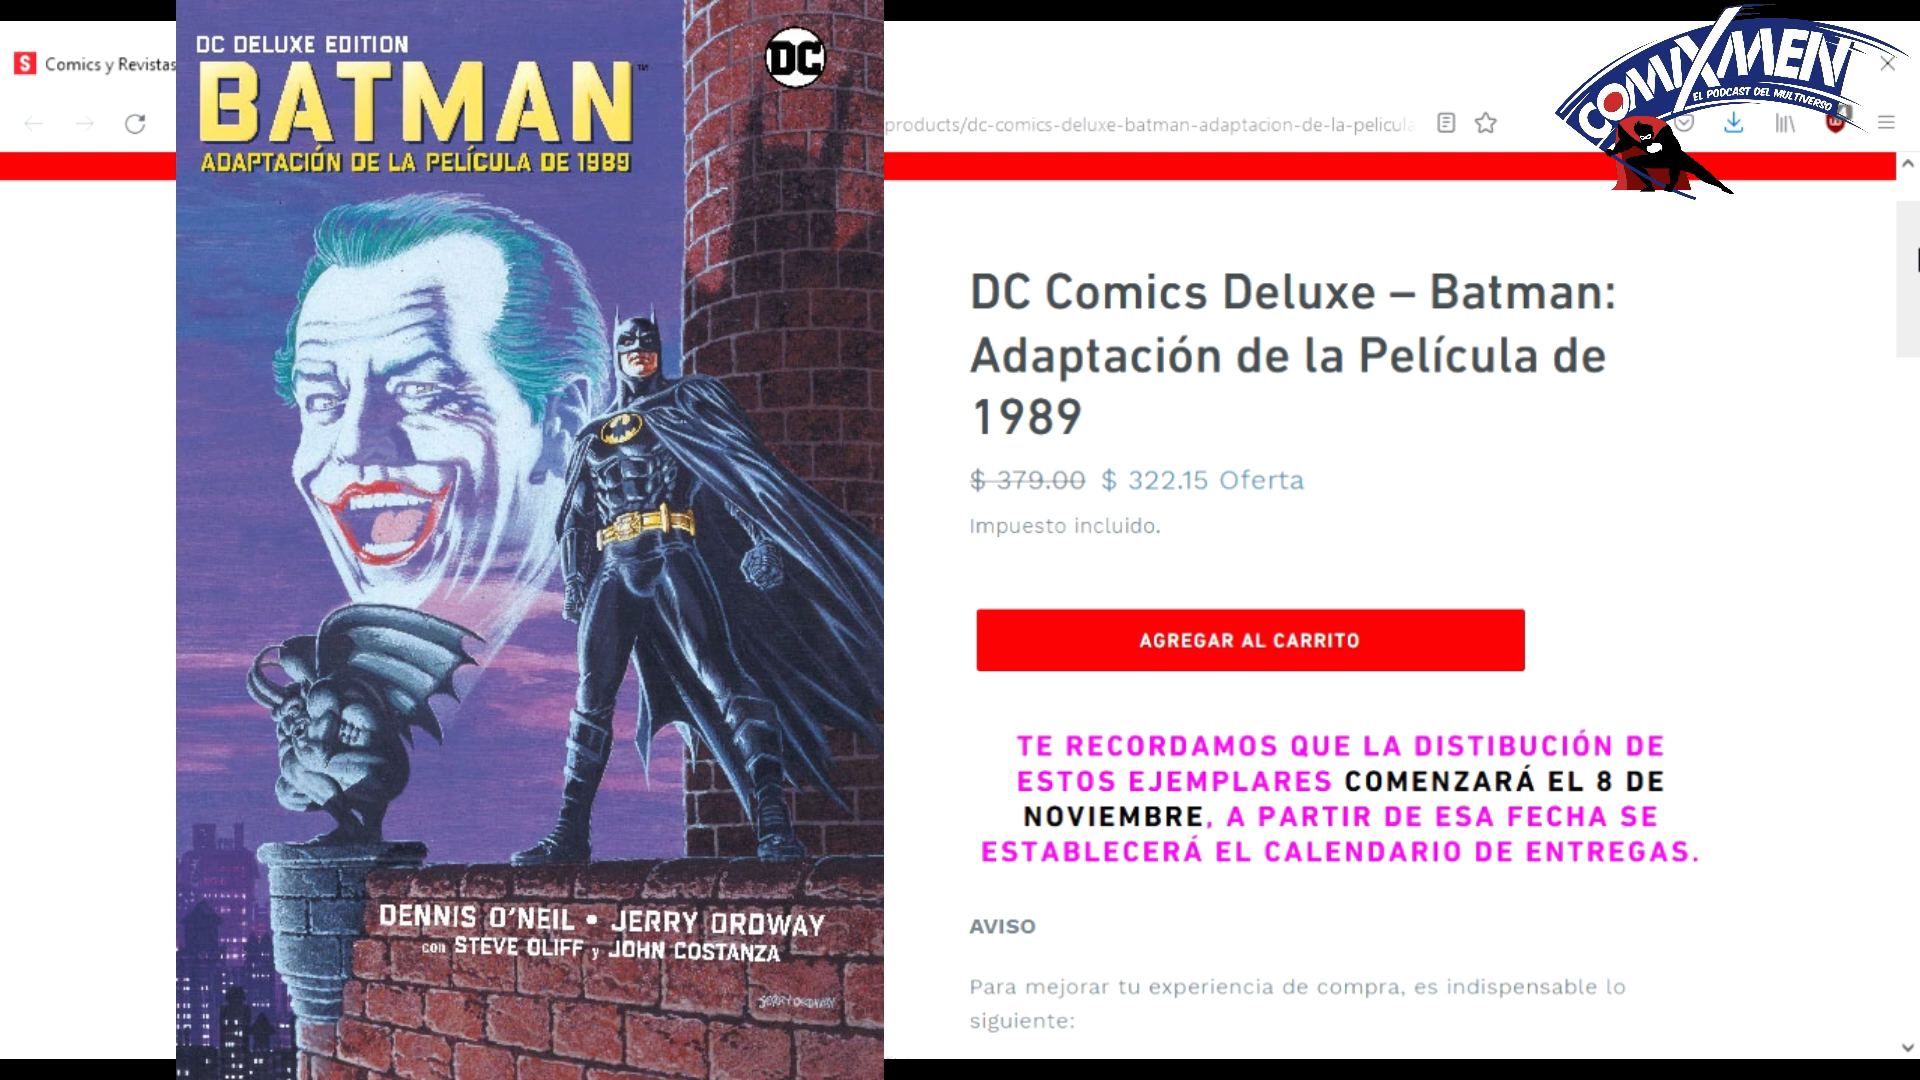 DC DELUXE EDITION
BATMAN™
ADAPTACIÓN DE LA PELÍCULA DE 1989
DC
DENNIS O'NEIL • JERRY ORDWAY
con STEVE OLIFF y JOHN COSTANZA
JERRY ORDWAY
S Comics y Revistas
products/dc-comics-deluxe-batman-adaptacion-de-la-pelicula
COMIXMEN
EL PODCAST DEL MULTIVERSO
DC Comics Deluxe – Batman:
Adaptación de la Película de
1989
$ 379.00 $ 322.15 Oferta
Impuesto incluido.
AGREGAR AL CARRITO
TE RECORDAMOS QUE LA DISTIBUCIÓN DE
ESTOS EJEMPLARES COMENZARÁ EL 8 DE
NOVIEMBRE, A PARTIR DE ESA FECHA SE
ESTABLECERÁ EL CALENDARIO DE ENTREGAS.
AVISO
Para mejorar tu experiencia de compra, es indispensable lo
siguiente: